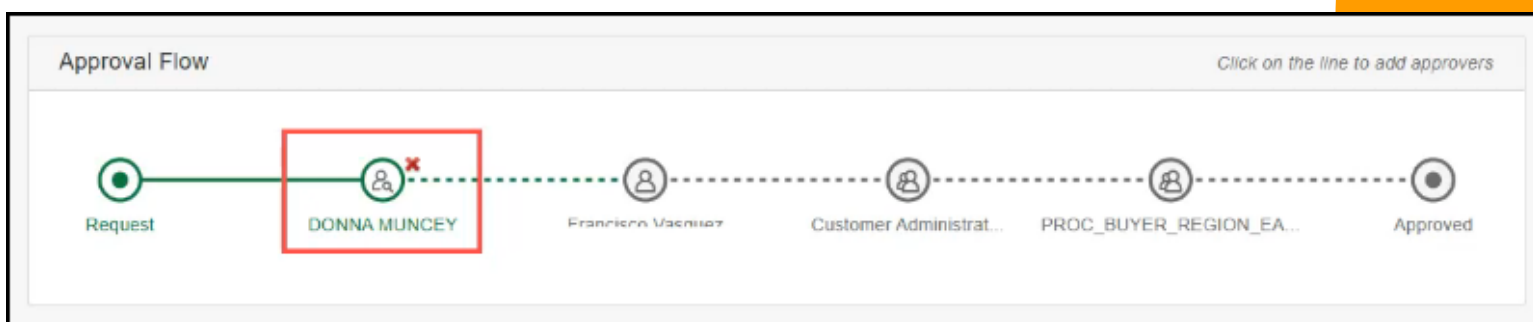 Approval Flow
Click on the line to add approvers
Request
DONNA MUNCEY
Francisco Vasquez
Customer Administrat...
PROC_BUYER_REGION_EA...
Approved